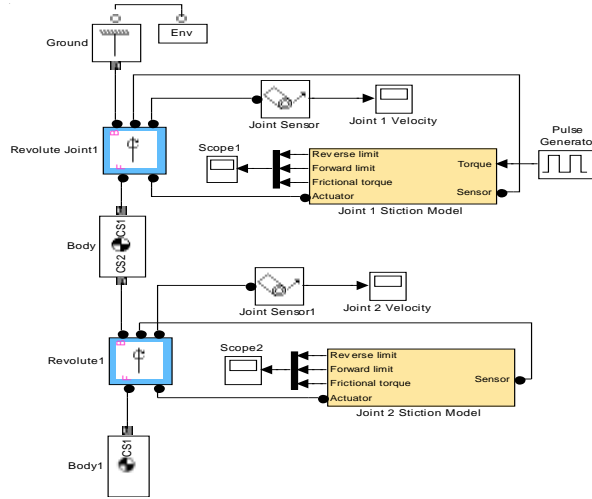 Env
Ground
Joint Sensor
Joint 1 Velocity
Pulse
Generato
B
F
Revolute Joint1
Scope1
Reverse limit
Forward limit
Frictional torque
Actuator
Torque
Sensor
Joint 1 Stiction Model
Body
CS1
CS2
Joint Sensor1
Joint 2 Velocity
B
F
Revolute1
Scope2
Reverse limit
Forward limit
Frictional torque
Actuator
Sensor
Joint 2 Stiction Model
CS1
Body1